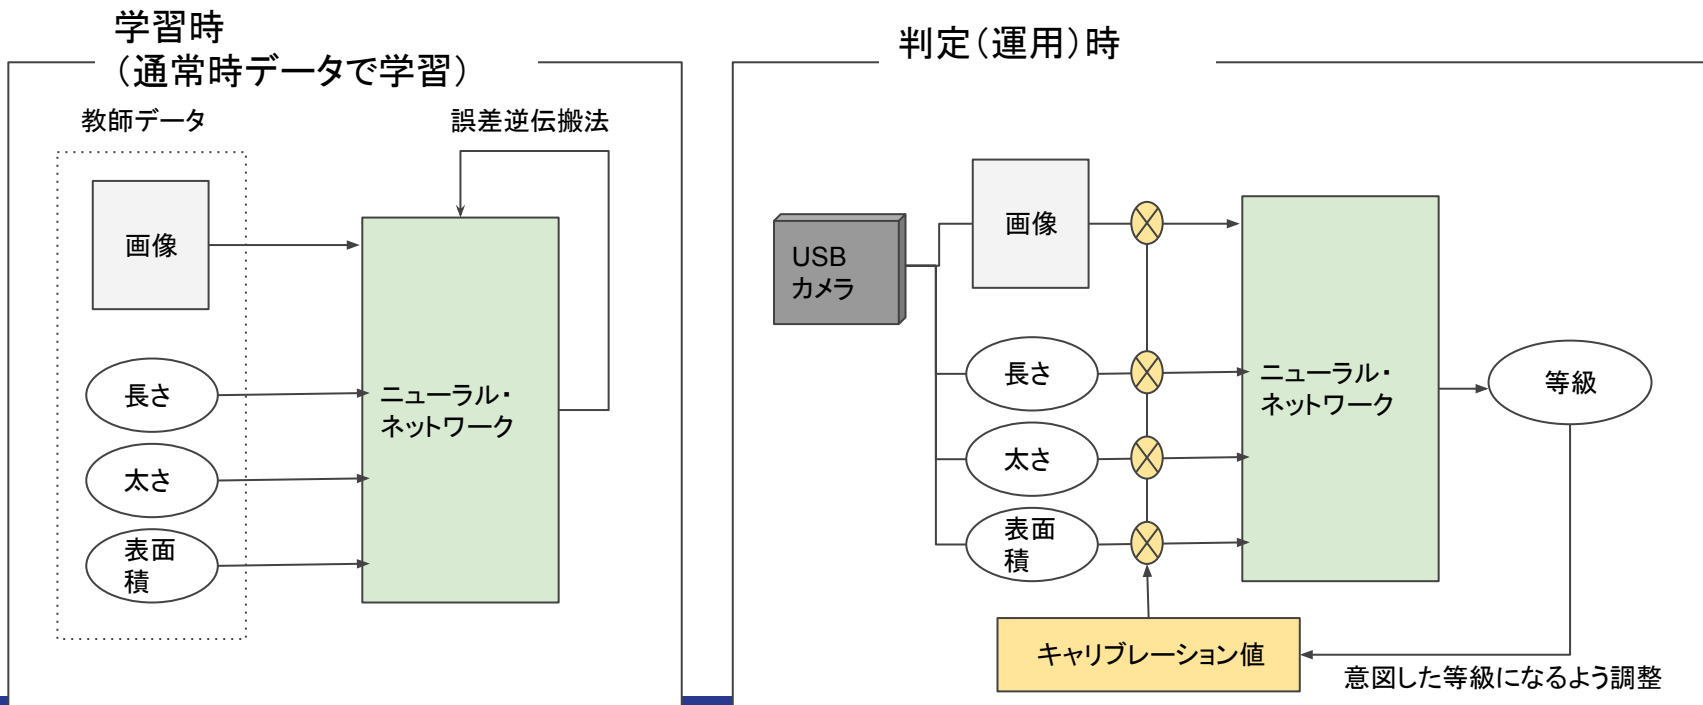 学習時
(通常時データで学習)
教師データ
誤差逆伝搬法
画像
長さ
太さ
表面
積
ニューラル・
ネットワーク
判定(運用)時
USB
カメラ
画像
長さ
太さ
表面
積
ニューラル・
ネットワーク
等級
キャリブレーション値
意図した等級になるよう調整